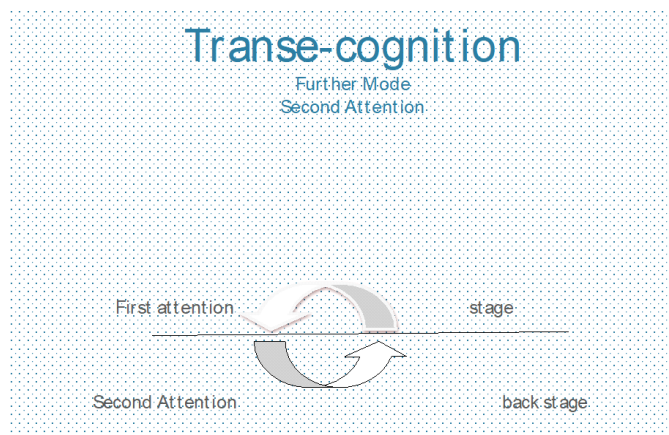 Transe-cognition
Further Mode
Second Attention
First attention stage
Second Attention back stage